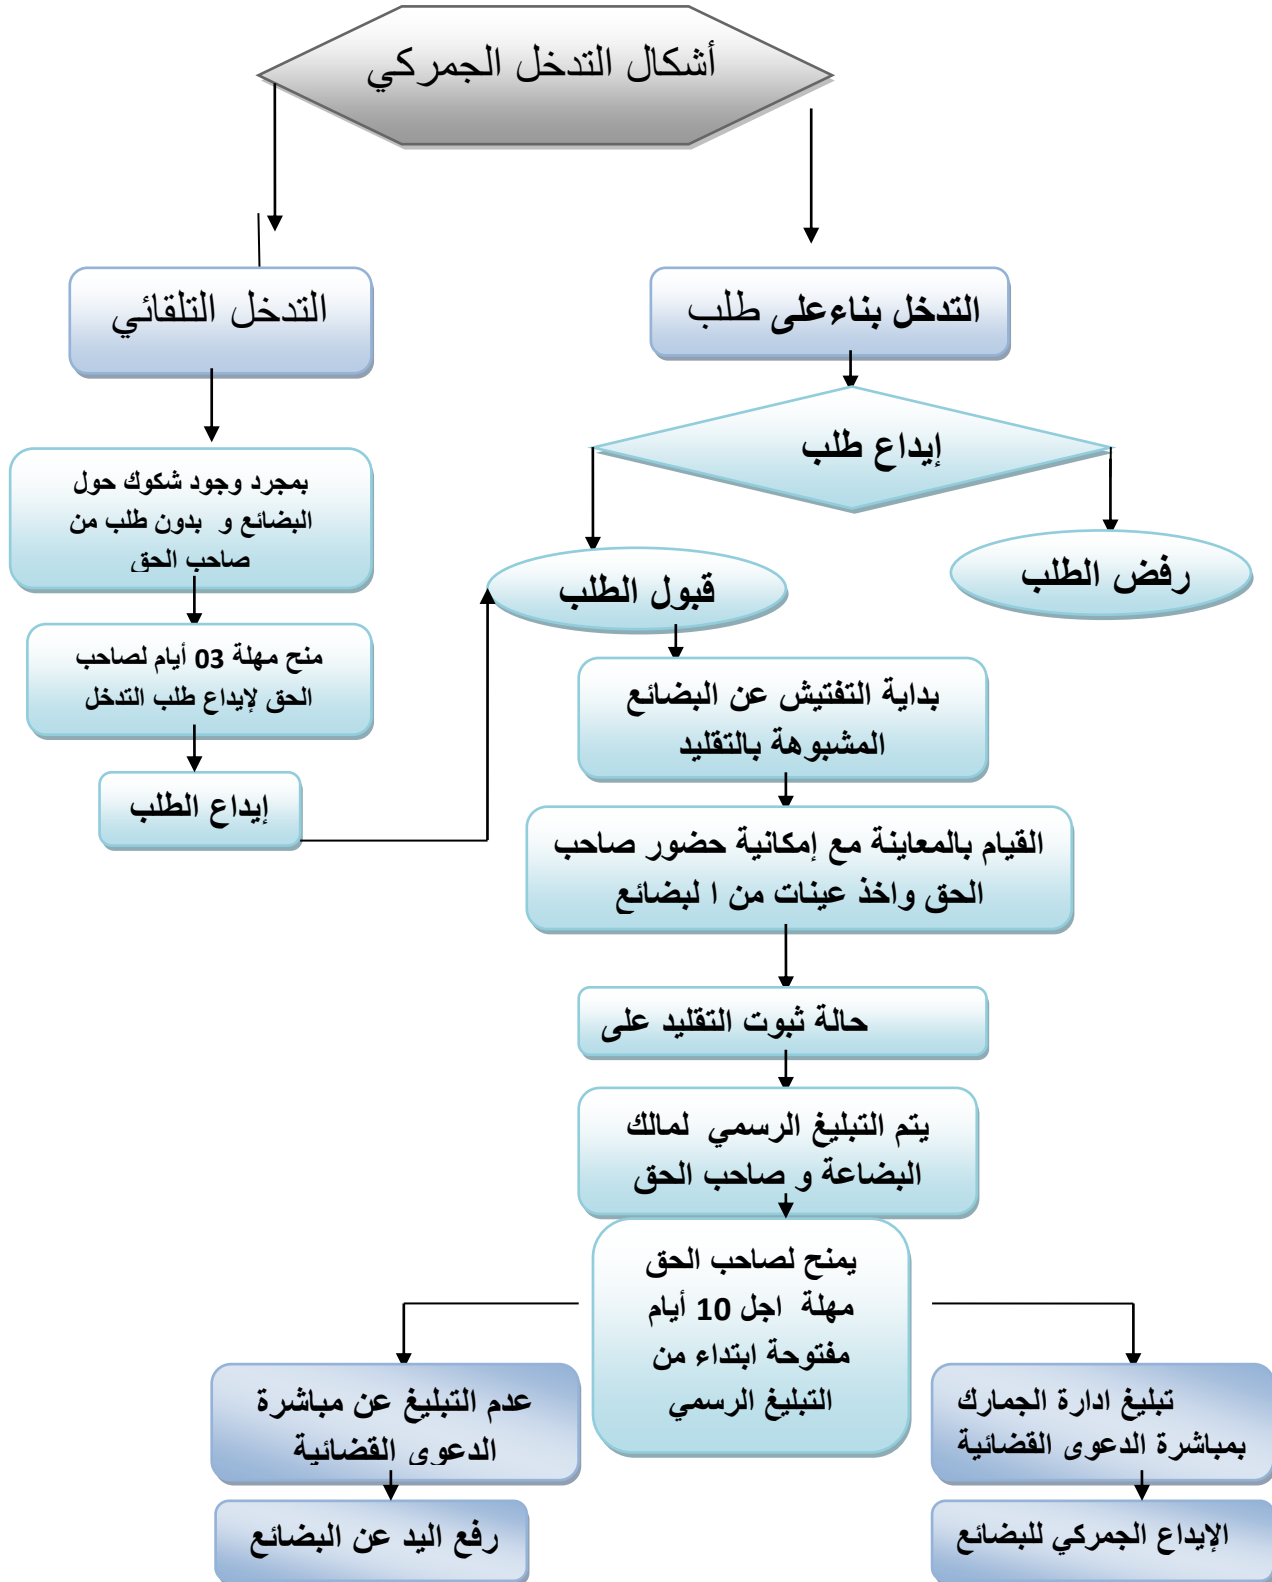 أشكال التدخل الجمركي
التدخل بناءعلى طلب
التدخل التلقائي
إيداع طلب
بمجرد وجود شكوك حول
البضائع و بدون طلب من
صاحب الحق
رفض الطلب
قبول الطلب
منح مهلة 03 أيام لصاحب
الحق لإيداع طلب التدخل
إيداع الطلب
بداية التفتيش عن البضائع
المشبوهة بالتقليد
القيام بالمعاينة مع إمكانية حضور صاحب
الحق واخذ عينات من ا لبضائع
حالة ثبوت التقليد على
يتم التبليغ الرسمي لمالك
البضاعة و صاحب الحق
يمنح لصاحب الحق
مهلة اجل 10 أيام
مفتوحة ابتداء من
التبليغ الرسمي
تبليغ ادارة الجمارك
بمباشرة الدعوى القضائية
عدم التبليغ عن مباشرة
الدعوى القضائية
الإيداع الجمركي للبضائع
رفع اليد عن البضائع